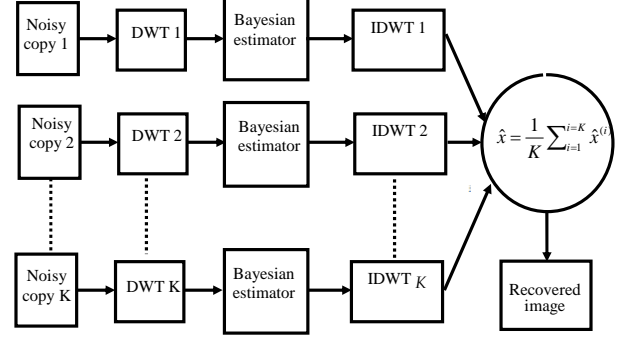 Noisy
copy 1
DWT 1
Bayesian
estimator
IDWT 1
Noisy
copy 2
DWT 2
Bayesian
estimator
IDWT 2
x̂ = 1/K ∑_{i=1}^{i=K} x̂^{(i)}
Noisy
copy K
DWT K
Bayesian
estimator
IDWT K
Recovered
image